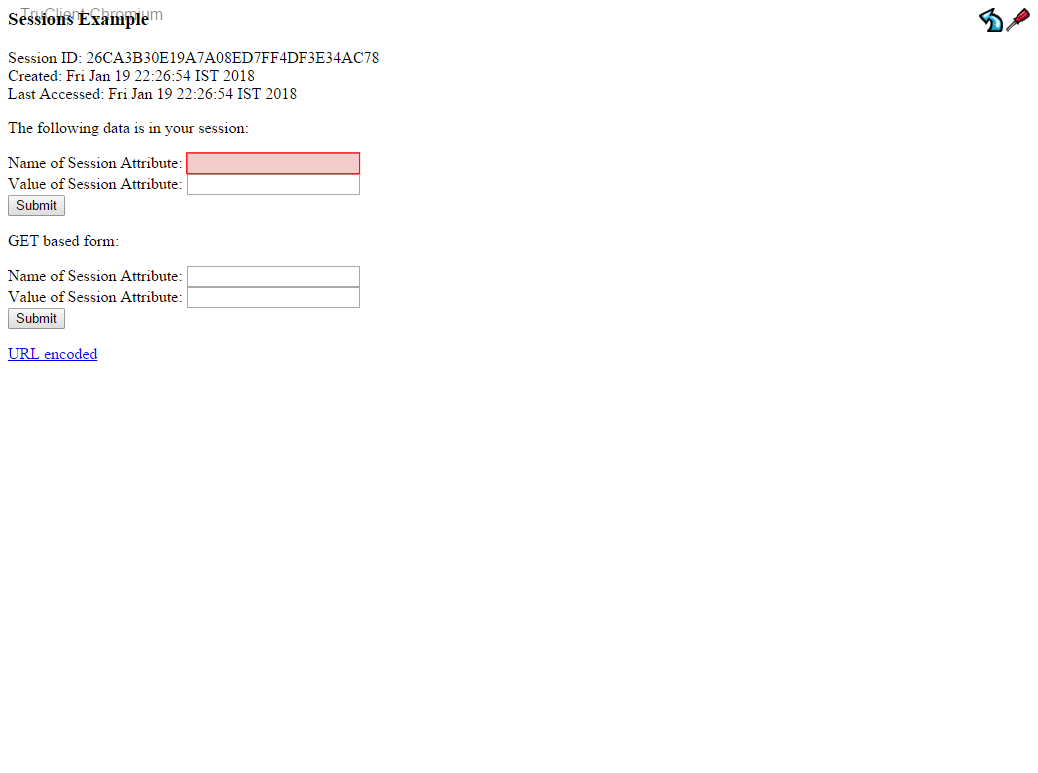 TruClient Chromium
Sessions Example
Session ID: 26CA3B30E19A7A08ED7FF4DF3E34AC78
Created: Fri Jan 19 22:26:54 IST 2018
Last Accessed: Fri Jan 19 22:26:54 IST 2018
The following data is in your session:
Name of Session Attribute:
Value of Session Attribute:
Submit
GET based form:
Name of Session Attribute:
Value of Session Attribute:
Submit
URL encoded